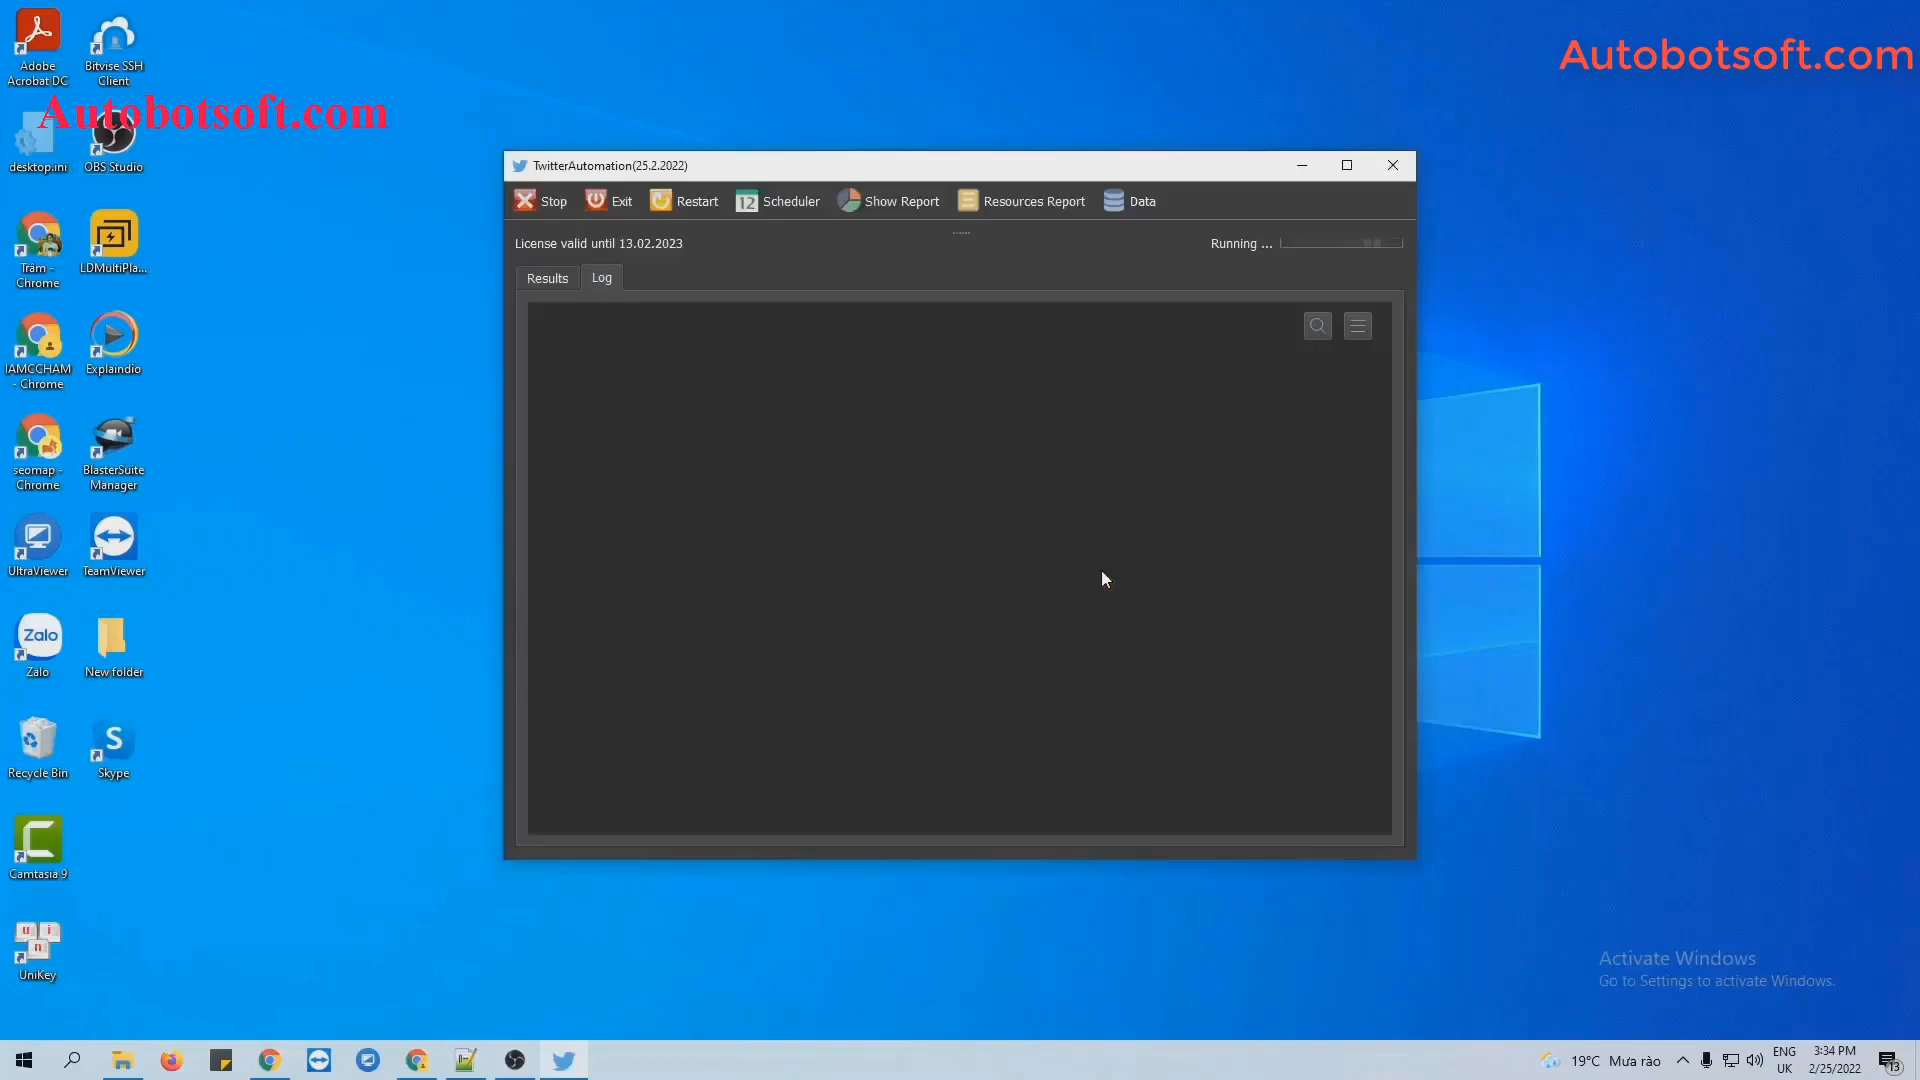 Adobe
Acrobat DC
Bitvise SSH
Client
Autobotsoft.com
Autobotsoft.com
desktop.ini
OBS Studio
Trâm -
Chrome
LDMultiPla...
IAMCCHAM
- Chrome
Explaindio
seomap -
Chrome
BlasterSuite
Manager
UltraViewer
TeamViewer
Zalo
Zalo
New folder
Recycle Bin
S
Skype
Camtasia 9
u i
n
UniKey
TwitterAutomation(25.2.2022)
Stop
Exit
Restart
12
Scheduler
Show Report
Resources Report
Data
License valid until 13.02.2023
Running ...
Results
Log
Activate Windows
Go to Settings to activate Windows.
19°C Mưa rào
ENG
UK
3:34 PM
2/25/2022
13